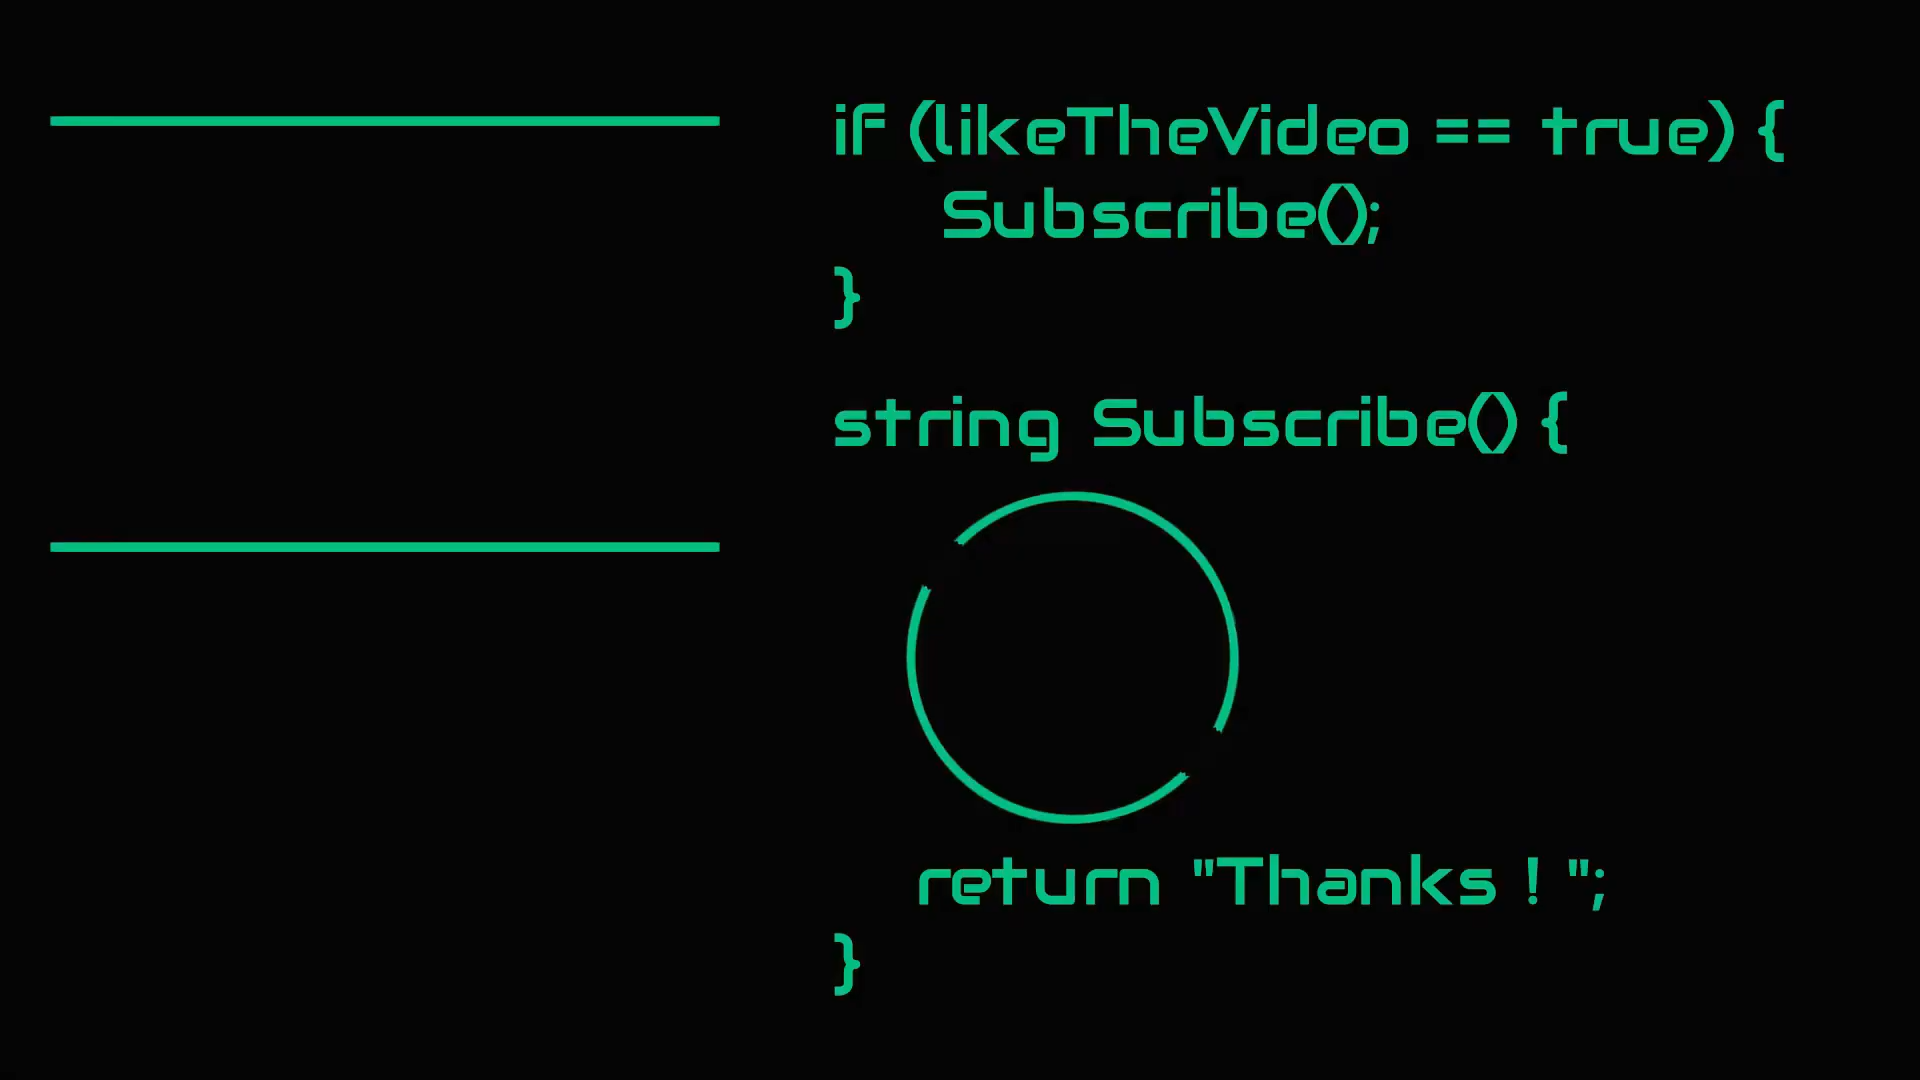 if (likeTheVideo == true) {
Subscribe();
}
string Subscribe() {
return "Thanks ! ";
}